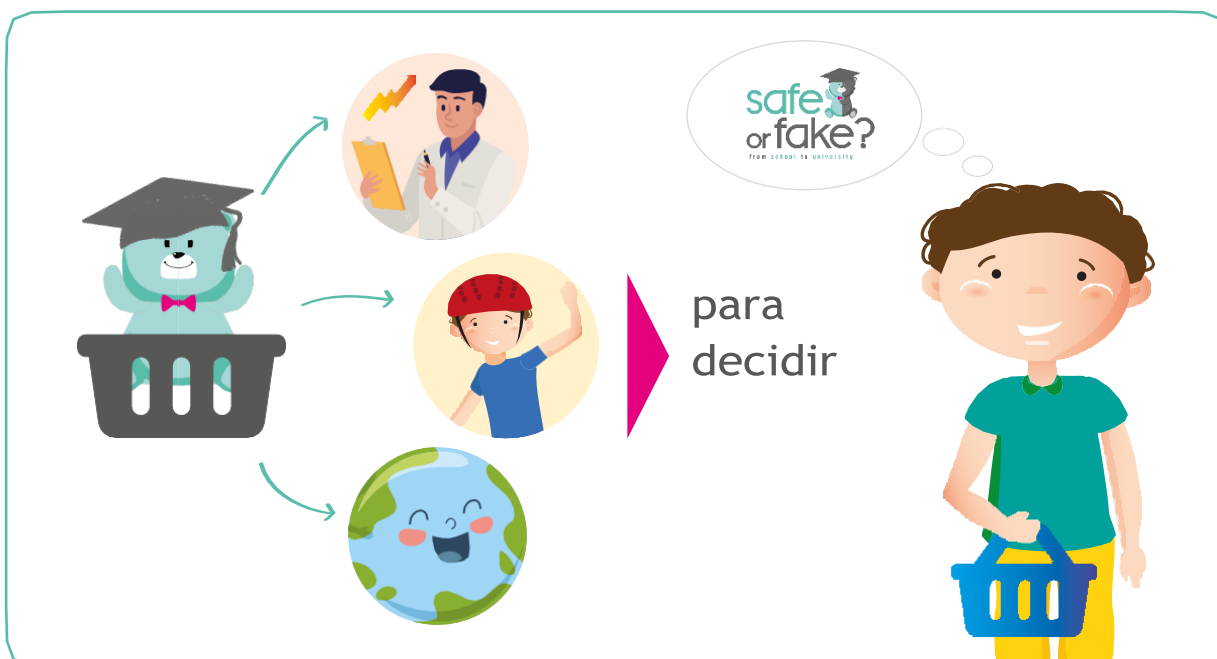 safe
or fake?
from school to university
para
decidir